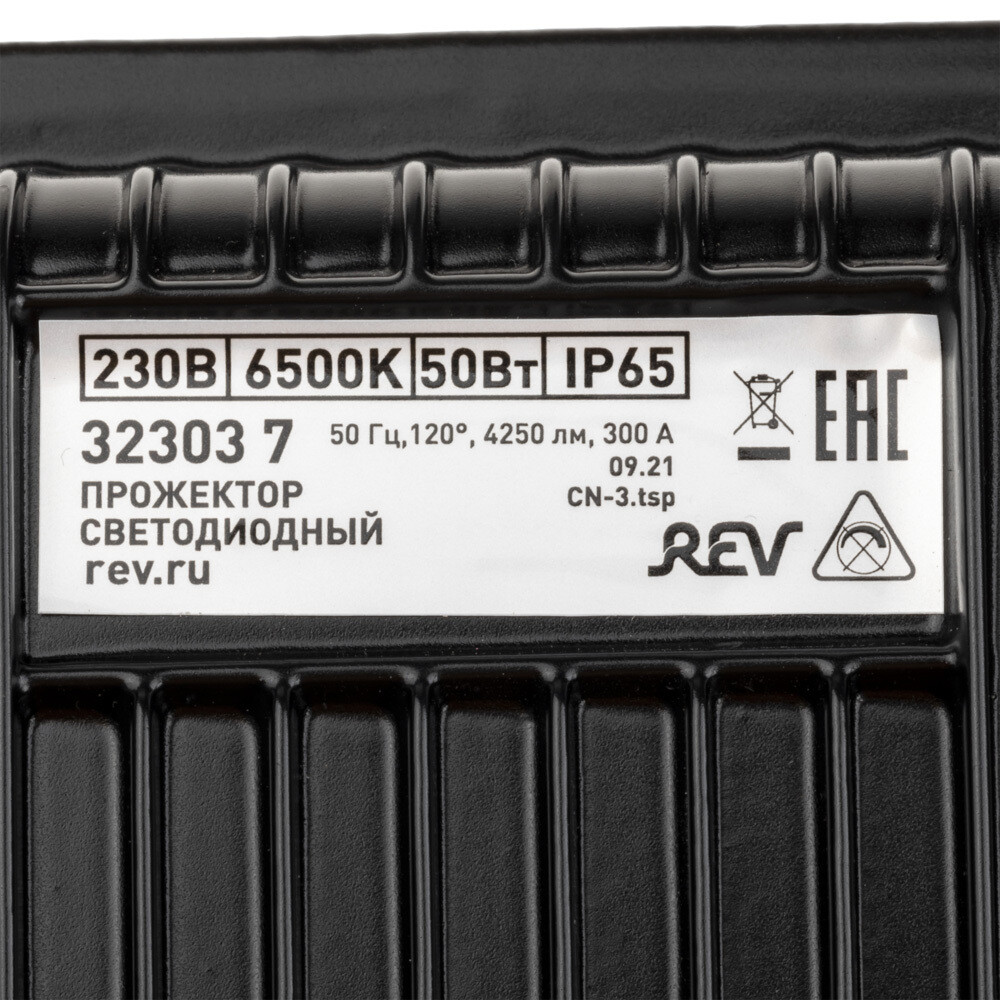 230В 6500К 50Вт IP65
32303 7 50 Гц,120°, 4250 лм, 300 А
09.21
ПРОЖЕКТОР CN-3.tsp
СВЕТОДИОДНЫЙ
rev.ru
REV
EAC